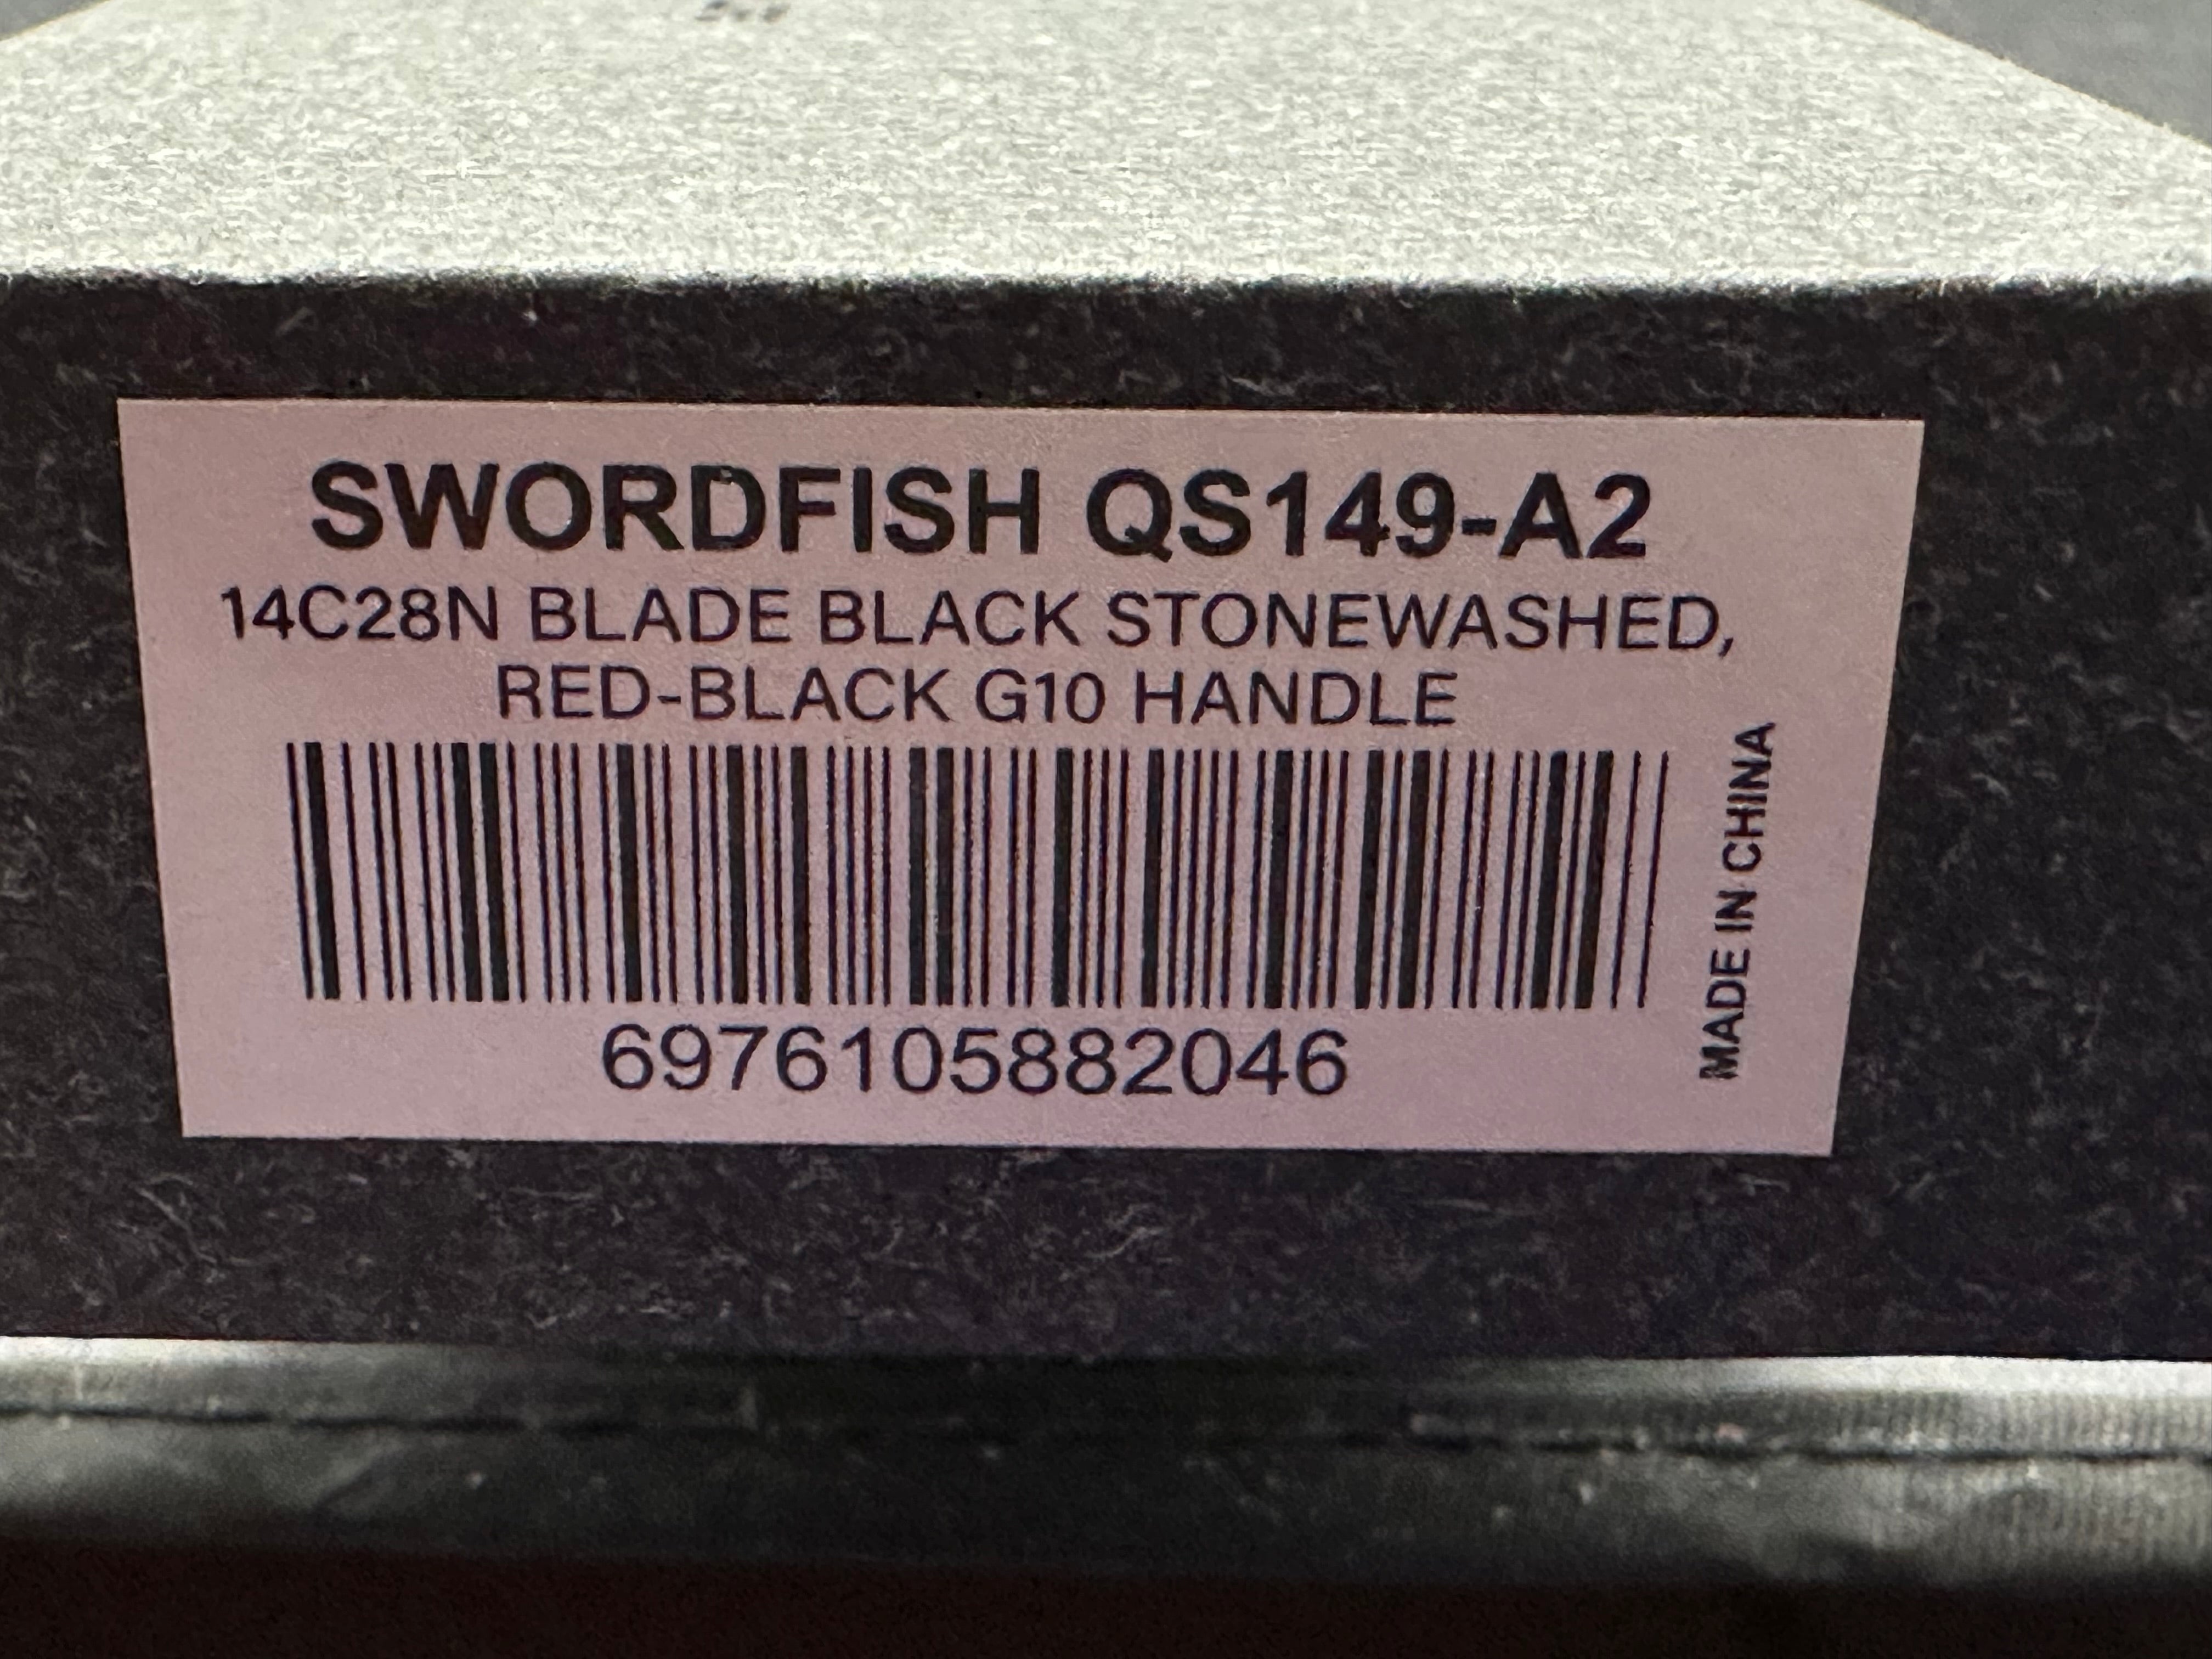 SWORDFISH QS149-A2
14C28N BLADE BLACK STONEWASHED,
RED-BLACK G10 HANDLE
6976105882046
MADE IN CHINA